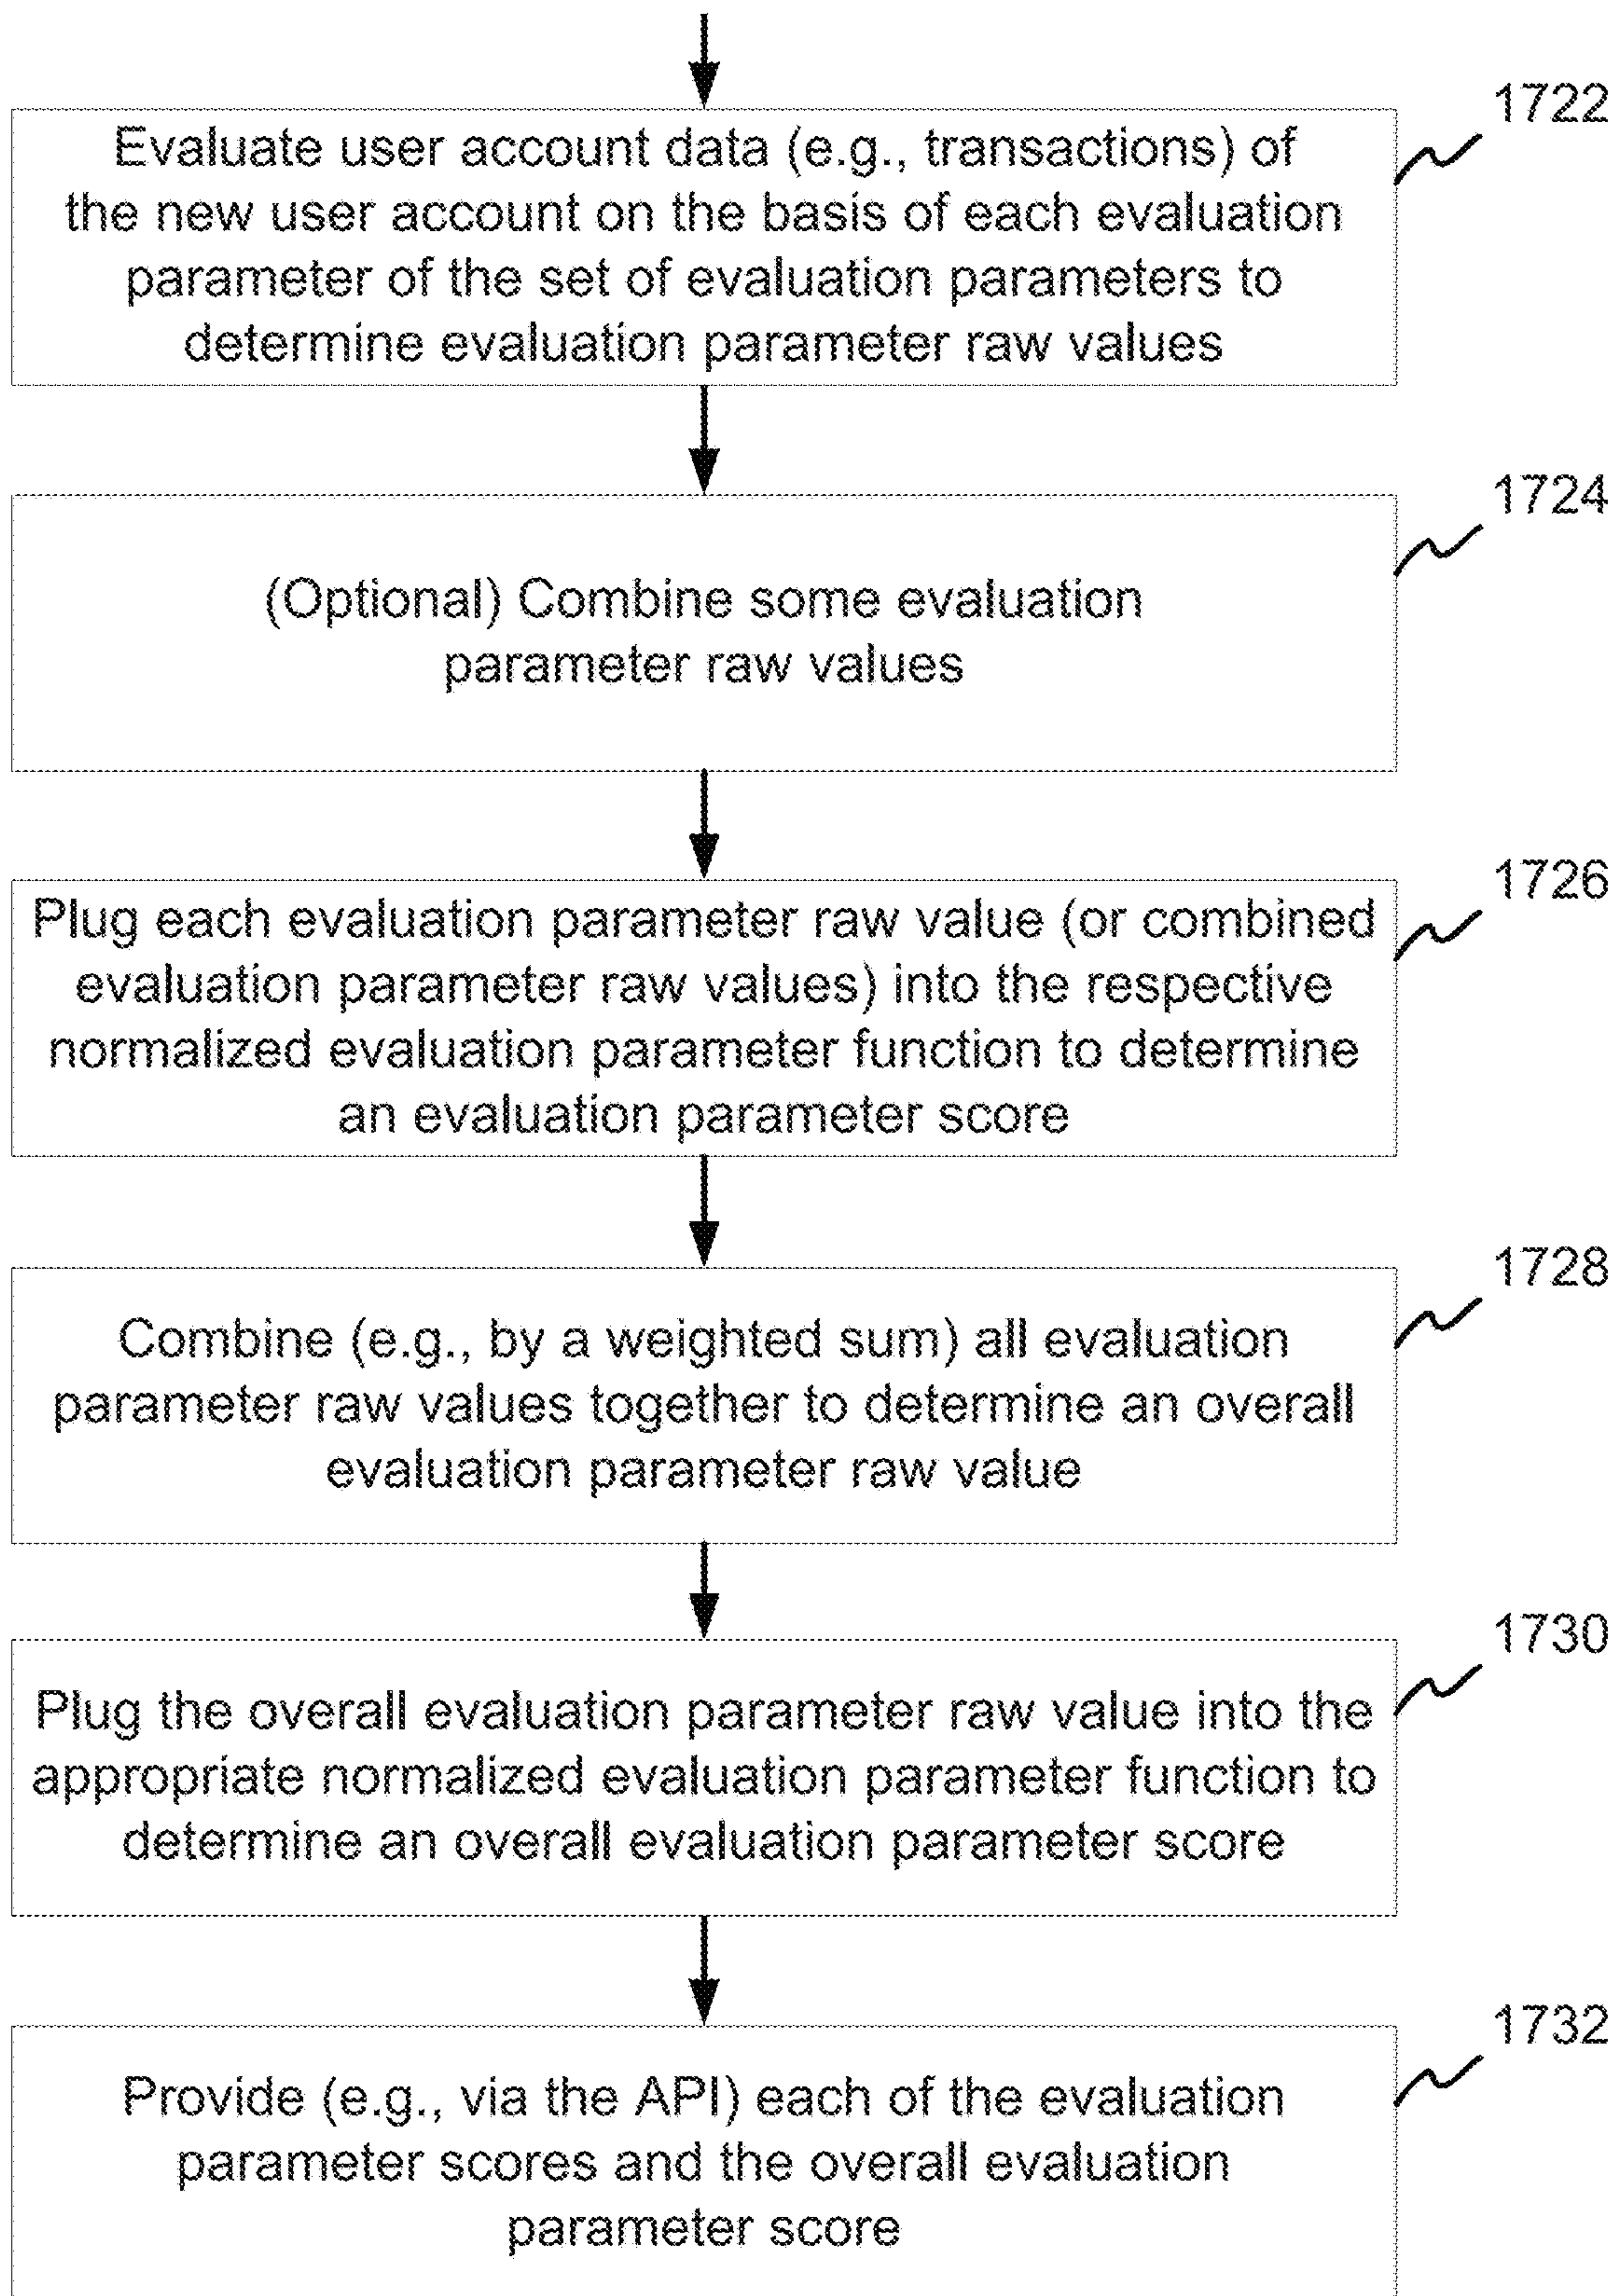 1722
Evaluate user account data (e.g., transactions) of
the new user account on the basis of each evaluation
parameter of the set of evaluation parameters to
determine evaluation parameter raw values
1724
(Optional) Combine some evaluation
parameter raw values
1726
Plug each evaluation parameter raw value (or combined
evaluation parameter raw values) into the respective
normalized evaluation parameter function to determine
an evaluation parameter score
1728
Combine (e.g., by a weighted sum) all evaluation
parameter raw values together to determine an overall
evaluation parameter raw value
1730
Plug the overall evaluation parameter raw value into the
appropriate normalized evaluation parameter function to
determine an overall evaluation parameter score
1732
Provide (e.g., via the API) each of the evaluation
parameter scores and the overall evaluation
parameter score